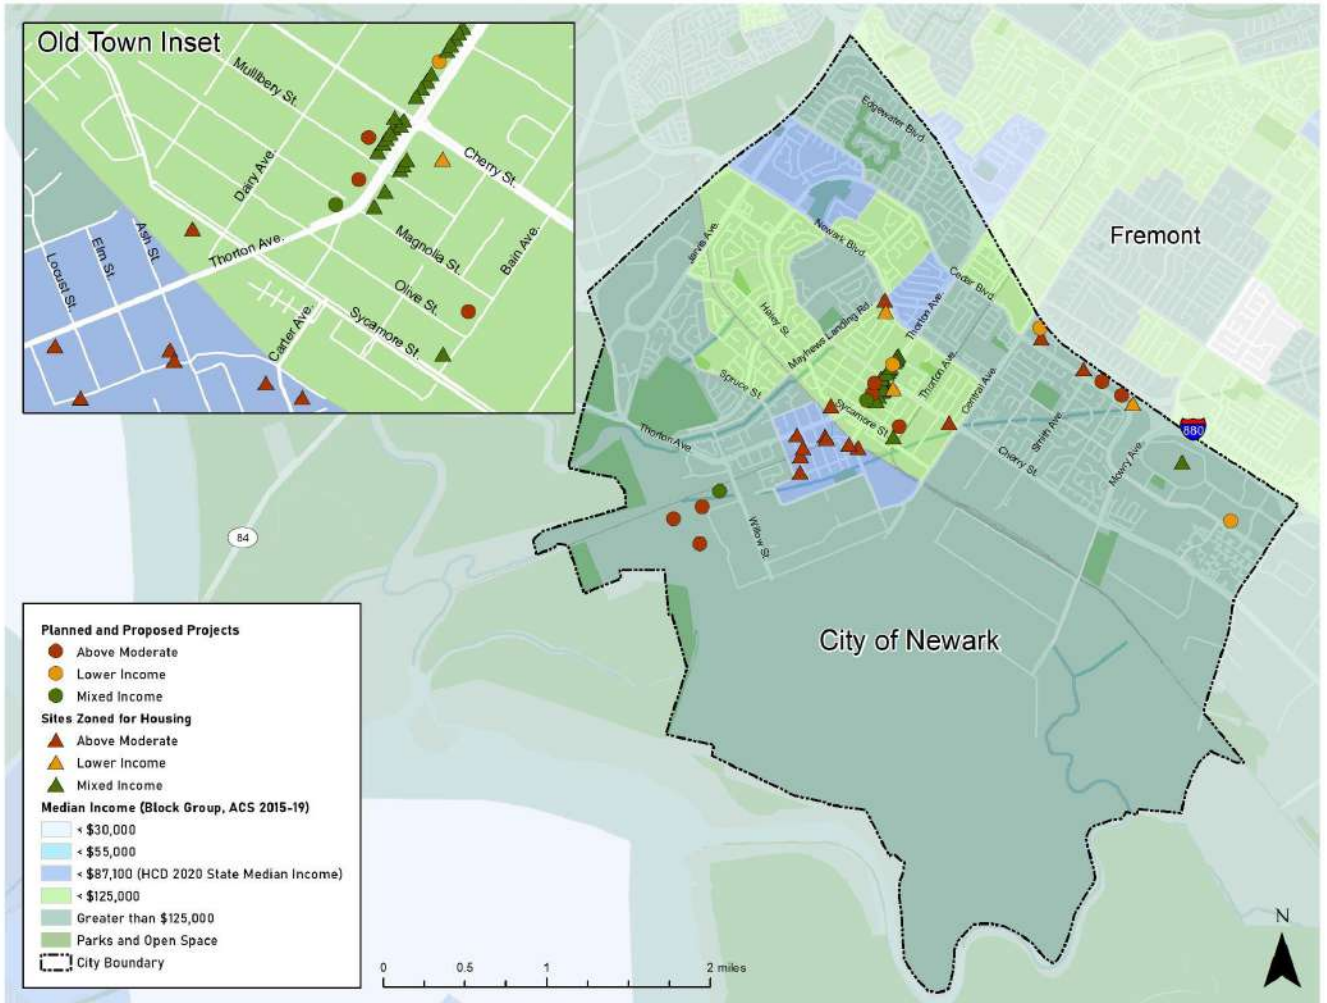 Old Town Inset
Mullbery St.
Dairy Ave.
Cherry St.
Thorton Ave.
Magnolia St.
Bain Ave.
Ash St.
Elm St.
Locust St.
Olive St.
Sycamore St.
Carter Ave.
Edgewater Blvd.
Fremont
Newark Blvd.
Jarvis Ave.
Cedar Blvd.
Haley St.
Mayhews Landing Rd.
Thorton Ave.
Spruce St.
Thorton Ave.
Central Ave.
Sycamore St.
Thorton Ave.
Smith Ave.
Cherry St.
Mowry Ave.
880
Willow St.
84
City of Newark
Planned and Proposed Projects
Above Moderate
Lower Income
Mixed Income
Sites Zoned for Housing
Above Moderate
Lower Income
Mixed Income
Median Income (Block Group, ACS 2015-19)
< $30,000
< $55,000
< $87,100 (HCD 2020 State Median Income)
< $125,000
Greater than $125,000
Parks and Open Space
City Boundary
0 0.5 1 2 miles
N